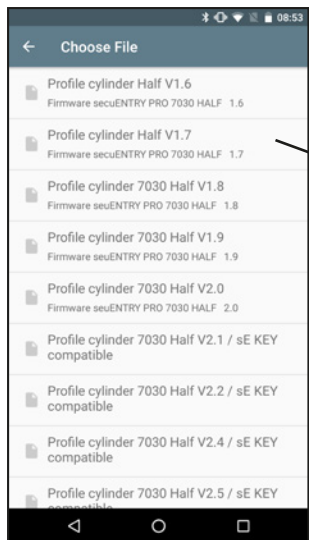 08:53
Choose File
Profile cylinder Half V1.6
Firmware secuENTRY PRO 7030 HALF 1.6
Profile cylinder Half V1.7
Firmware secuENTRY PRO 7030 HALF 1.7
Profile cylinder 7030 Half V1.8
Firmware seuENTRY PRO 7030 HALF 1.8
Profile cylinder 7030 Half V1.9
Firmware seuENTRY PRO 7030 HALF 1.9
Profile cylinder 7030 Half V2.0
Firmware seuENTRY PRO 7030 HALF 2.0
Profile cylinder 7030 Half V2.1 / sE KEY
compatible
Profile cylinder 7030 Half V2.2 / sE KEY
compatible
Profile cylinder 7030 Half V2.4 / sE KEY
compatible
Profile cylinder 7030 Half V2.5 / sE KEY
compatible